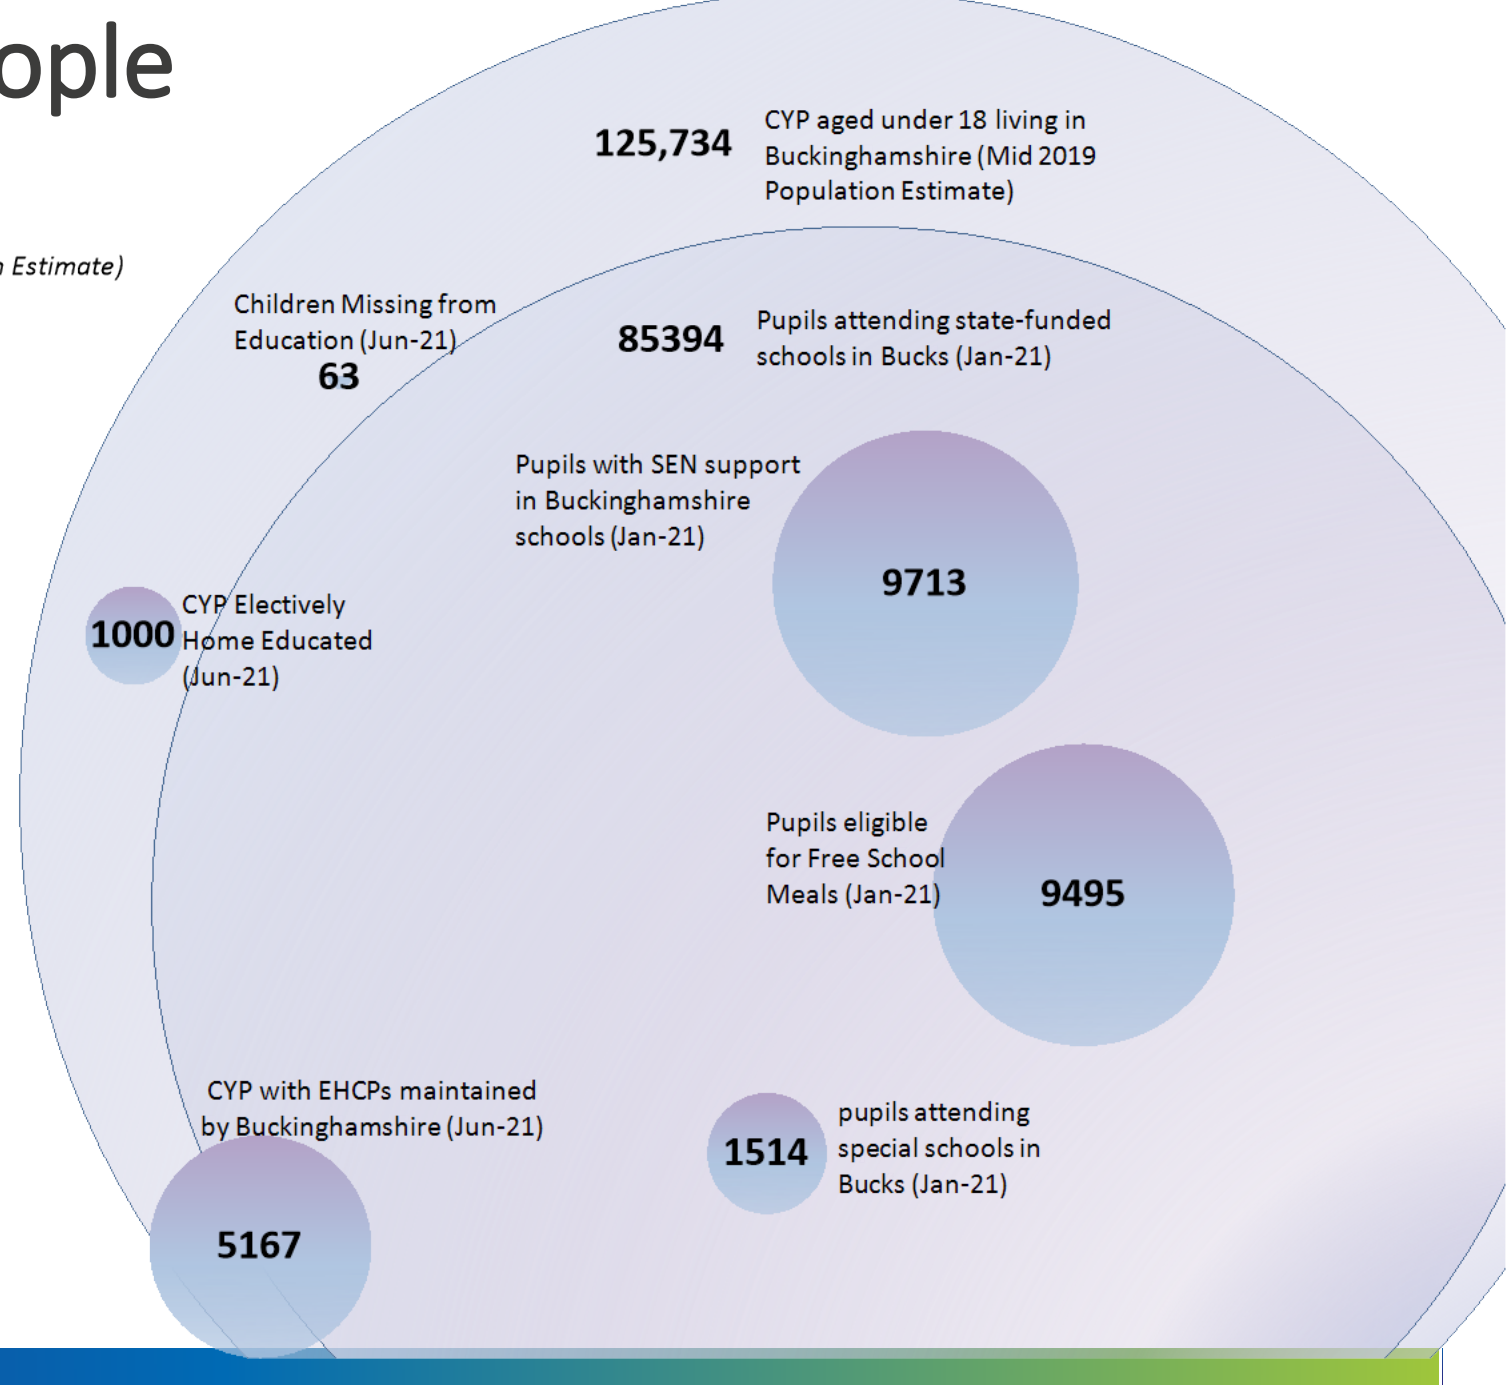 ople
n Estimate)
125,734
CYP aged under 18 living in
Buckinghamshire (Mid 2019
Population Estimate)
Children Missing from
Education (Jun-21)
63
85394
Pupils attending state-funded
schools in Bucks (Jan-21)
Pupils with SEN support
in Buckinghamshire
schools (Jan-21)
9713
1000
CYP Electively
Home Educated
(Jun-21)
Pupils eligible
for Free School
Meals (Jan-21)
9495
CYP with EHCPs maintained
by Buckinghamshire (Jun-21)
5167
1514
pupils attending
special schools in
Bucks (Jan-21)